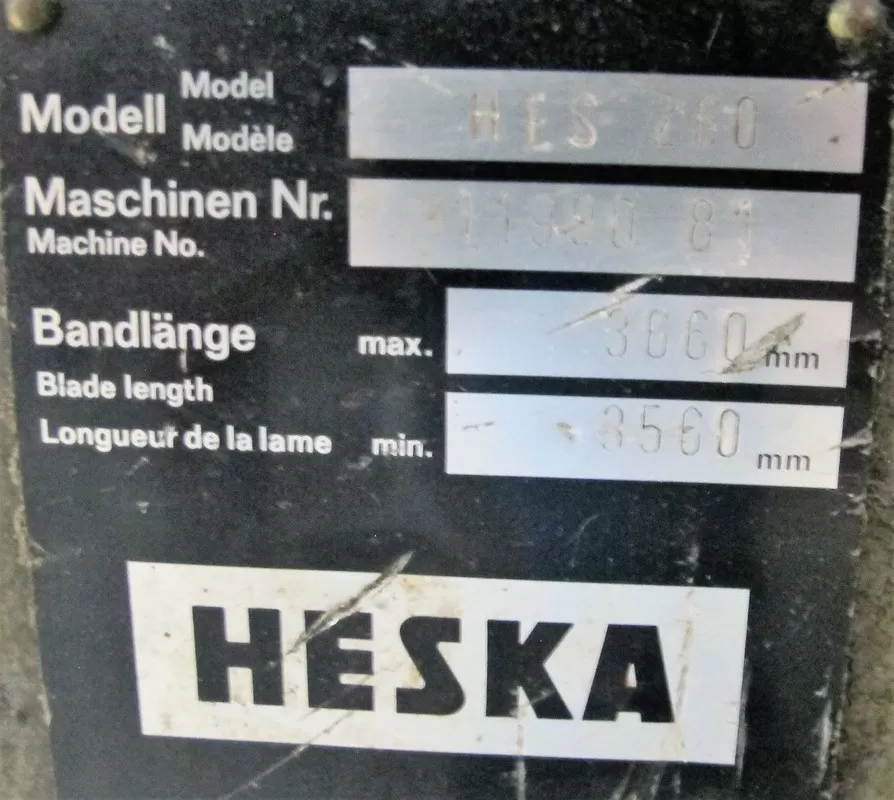 Modell Model Modèle HES 260
Maschinen Nr.
Machine No.
Bandlänge max. 3660 mm
Blade length
Longueur de la lame min. 3560 mm
HESKA